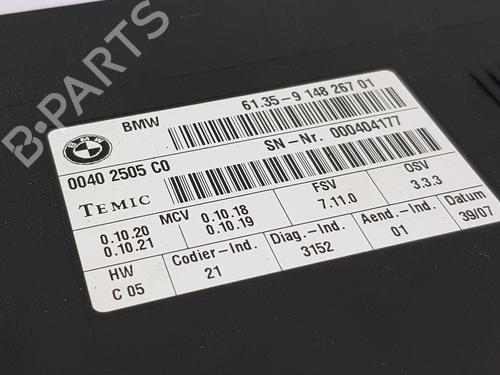 B-PARTS
BMW
BMW 61.35-9 148 267 01
0040 2505 C0 SN-Nr. 000404177
TEMIC
0.10.20 MCV 0.10.18 FSV OSV
0.10.21 0.10.19 7.11.0 3.3.3
HW Codier-Ind. Diag.-Ind. Aend.-Ind. Datum
C 05 21 3152 01 39/07